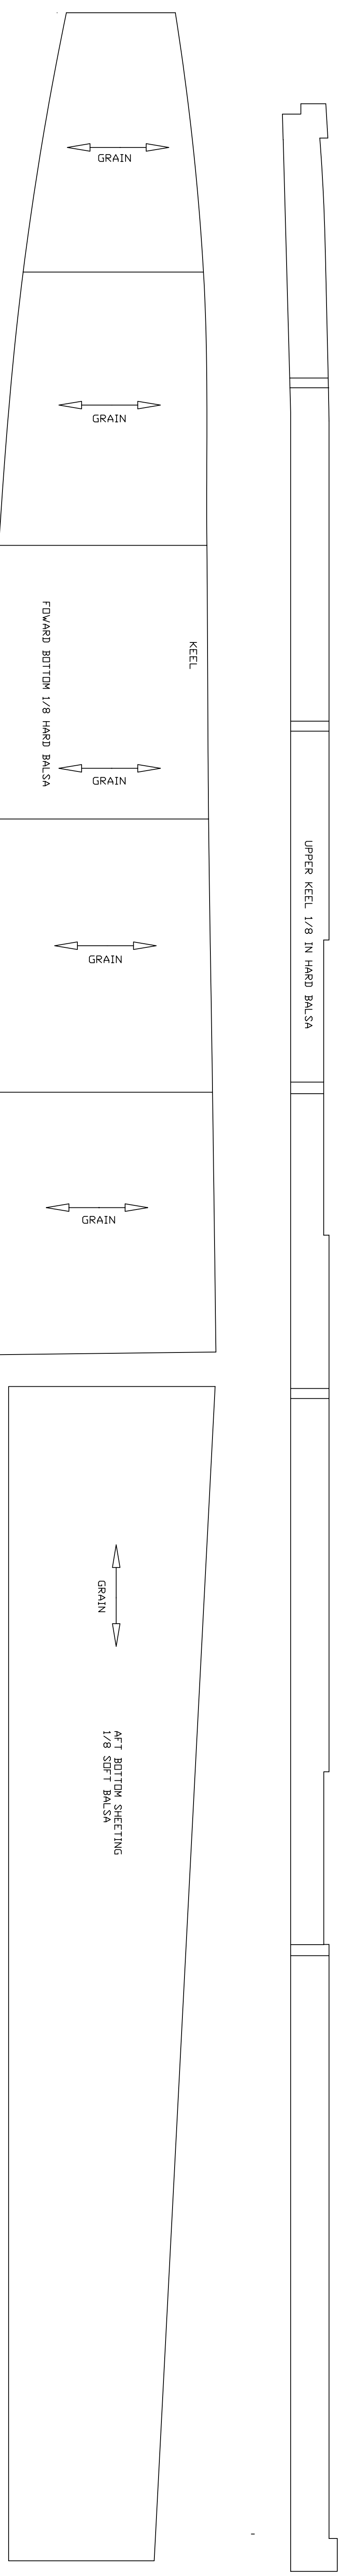 GRAIN
GRAIN
KEEL
FOWARD BOTTOM 1/8 HARD BALSA
GRAIN
UPPER KEEL 1/8 IN HARD BALSA
GRAIN
GRAIN
GRAIN
AFT BOTTOM SHEETING
1/8 SOFT BALSA